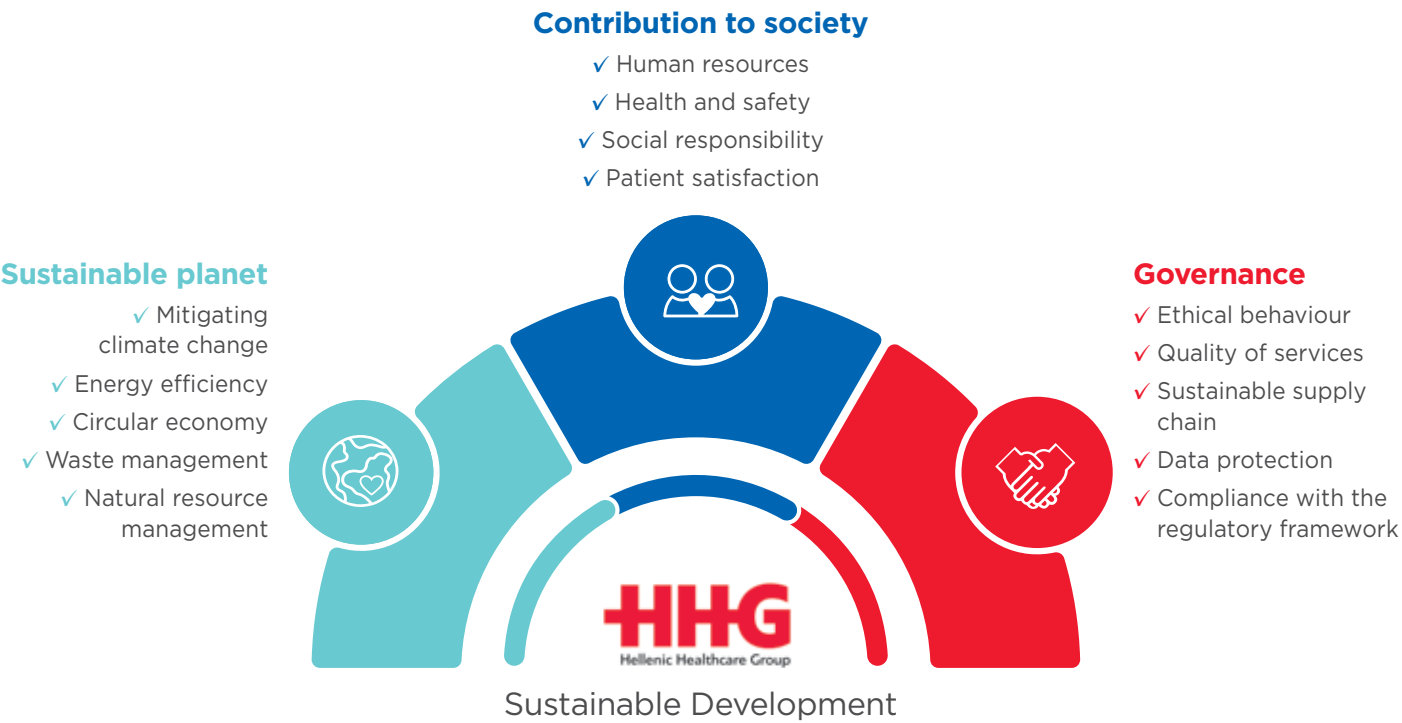 Contribution to society
✓ Human resources
✓ Health and safety
✓ Social responsibility
✓ Patient satisfaction
Sustainable planet
✓ Mitigating
climate change
✓ Energy efficiency
✓ Circular economy
✓ Waste management
✓ Natural resource
management
Governance
✓ Ethical behaviour
✓ Quality of services
✓ Sustainable supply
chain
✓ Data protection
✓ Compliance with the
regulatory framework
HHG
Hellenic Healthcare Group
Sustainable Development